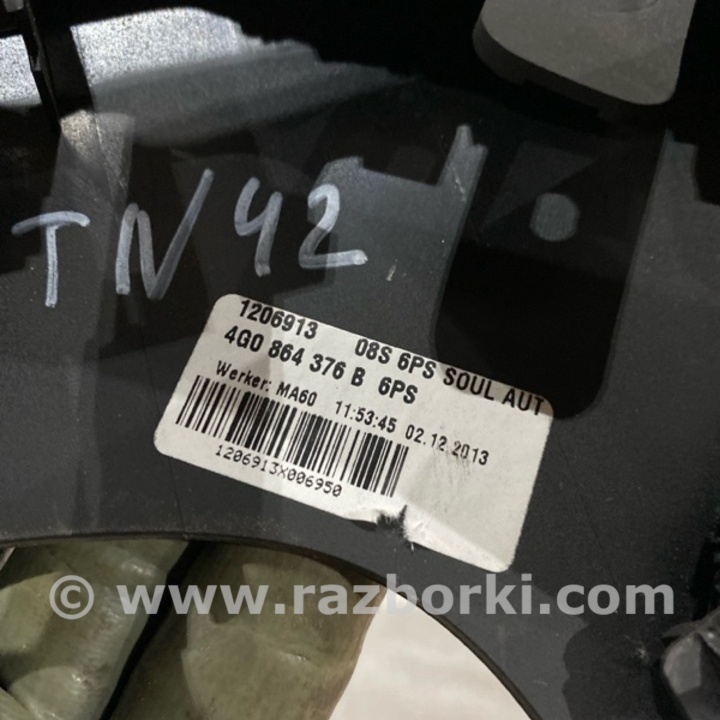 TN42
1206913 08S 6PS SOUL AUT
4G0 864 376 B 6PS
Werker: MA60 11:53:45 02.12.2013
1206913X006950
© www.razborki.com